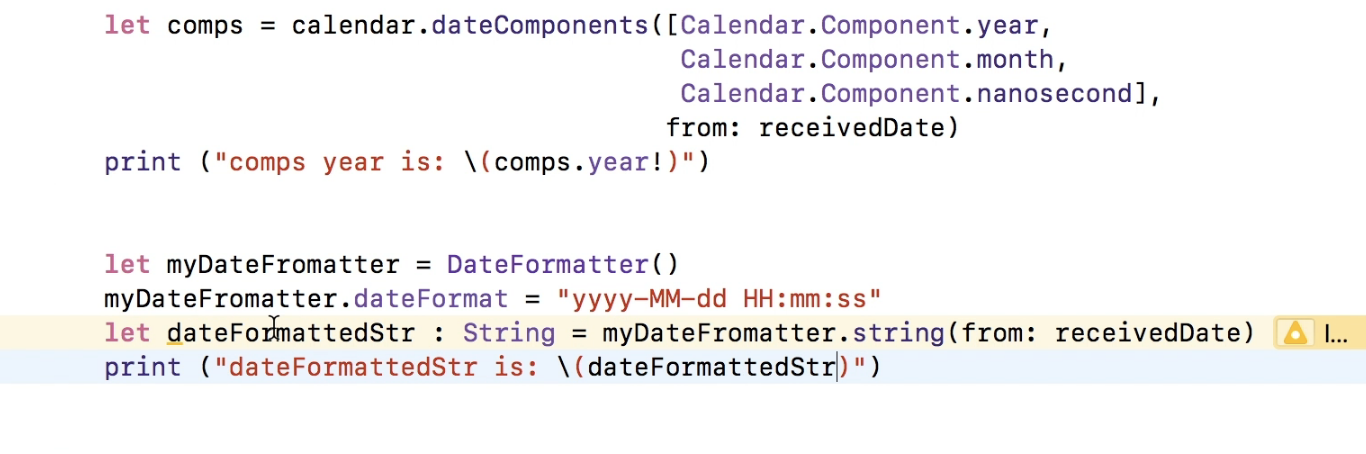 let comps = calendar.dateComponents([Calendar.Component.year,
Calendar.Component.month,
Calendar.Component.nanosecond],
from: receivedDate)
print ("comps year is: \(comps.year!)")
let myDateFromatter = DateFormatter()
myDateFromatter.dateFormat = "yyyy-MM-dd HH:mm:ss"
let dateFormattedStr : String = myDateFromatter.string(from: receivedDate) I...
print ("dateFormattedStr is: \(dateFormattedStr)")